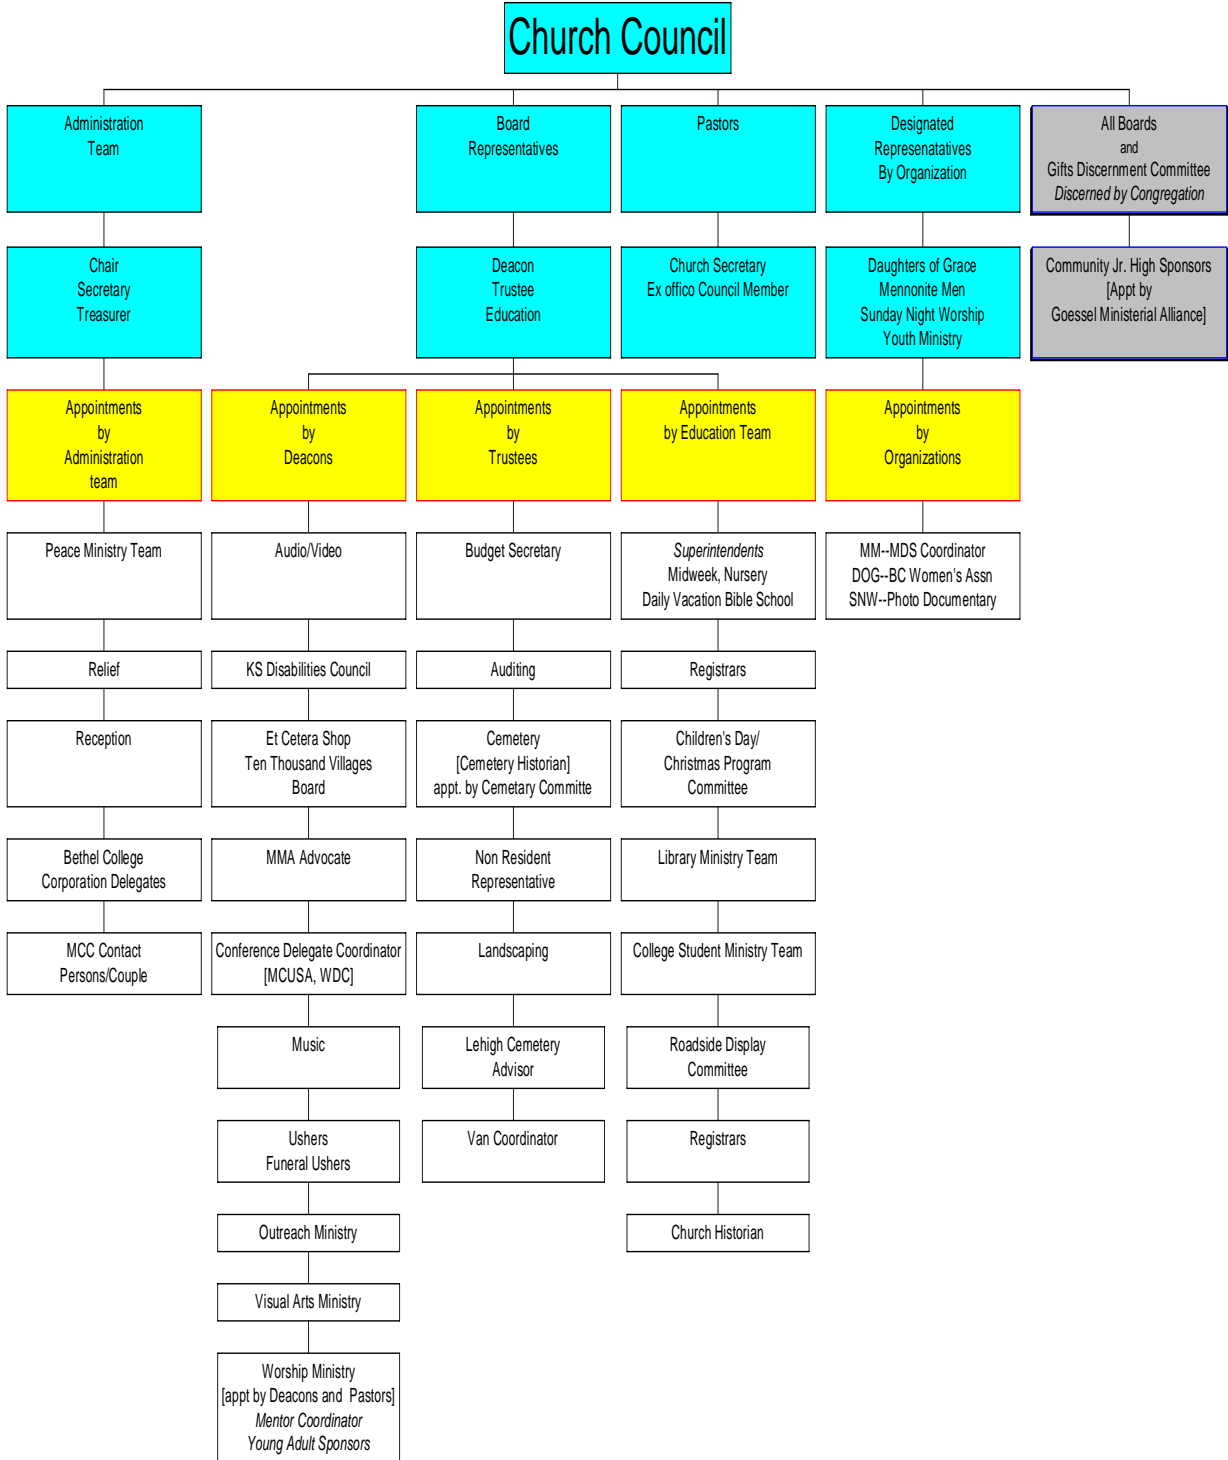 Church Council
Administration
Team
Board
Representatives
Pastors
Designated
Represenatatives
By Organization
All Boards
and
Gifts Discernment Committee
Discerned by Congregation
Chair
Secretary
Treasurer
Deacon
Trustee
Education
Church Secretary
Ex offico Council Member
Daughters of Grace
Mennonite Men
Sunday Night Worship
Youth Ministry
Community Jr. High Sponsors
[Appt by
Goessel Ministerial Alliance]
Appointments
by
Administration
team
Appointments
by
Deacons
Appointments
by
Trustees
Appointments
by Education Team
Appointments
by
Organizations
Peace Ministry Team
Audio/Video
Budget Secretary
Superintendents
Midweek, Nursery
Daily Vacation Bible School
MM--MDS Coordinator
DOG--BC Women's Assn
SNW--Photo Documentary
Relief
KS Disabilities Council
Auditing
Registrars
Reception
Et Cetera Shop
Ten Thousand Villages
Board
Cemetery
[Cemetery Historian]
appt. by Cemetary Committe
Children's Day/
Christmas Program
Committee
Bethel College
Corporation Delegates
MMA Advocate
Non Resident
Representative
Library Ministry Team
MCC Contact
Persons/Couple
Conference Delegate Coordinator
[MCUSA, WDC]
Landscaping
College Student Ministry Team
Music
Lehigh Cemetery
Advisor
Roadside Display
Committee
Ushers
Funeral Ushers
Van Coordinator
Registrars
Outreach Ministry
Church Historian
Visual Arts Ministry
Worship Ministry
[appt by Deacons and Pastors]
Mentor Coordinator
Young Adult Sponsors